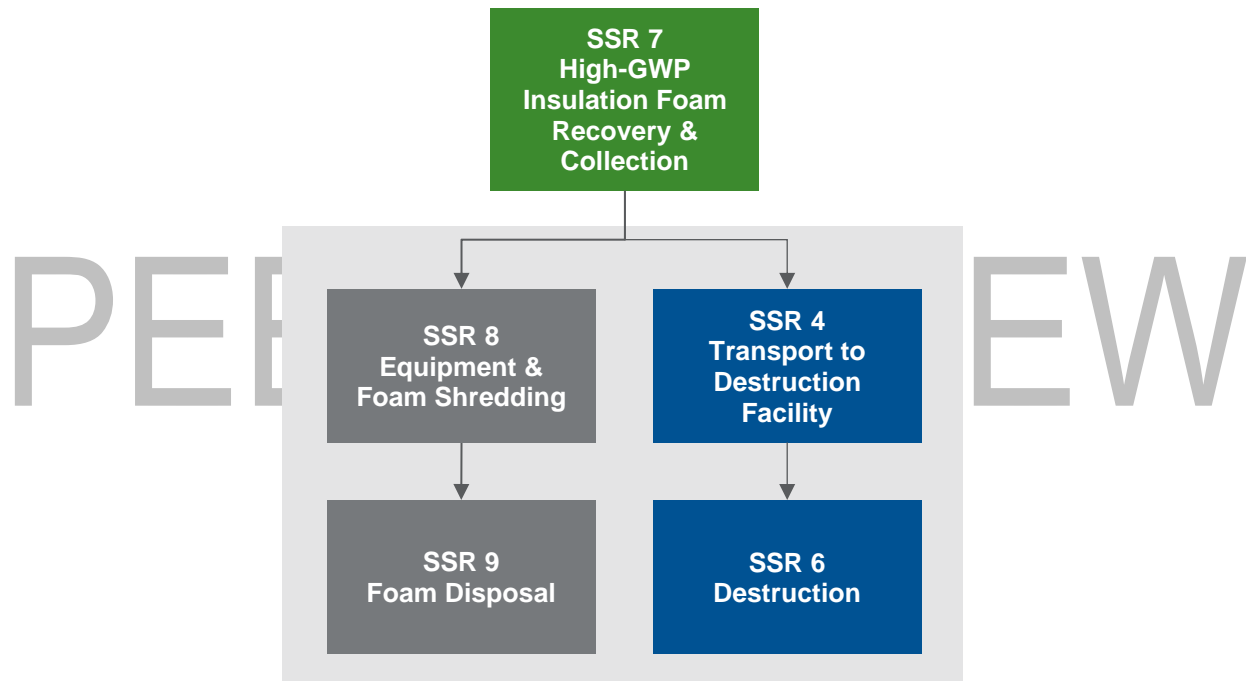 SSR 7
High-GWP
Insulation Foam
Recovery &
Collection
SSR 8
Equipment &
Foam Shredding
SSR 4
Transport to
Destruction
Facility
SSR 9
Foam Disposal
SSR 6
Destruction